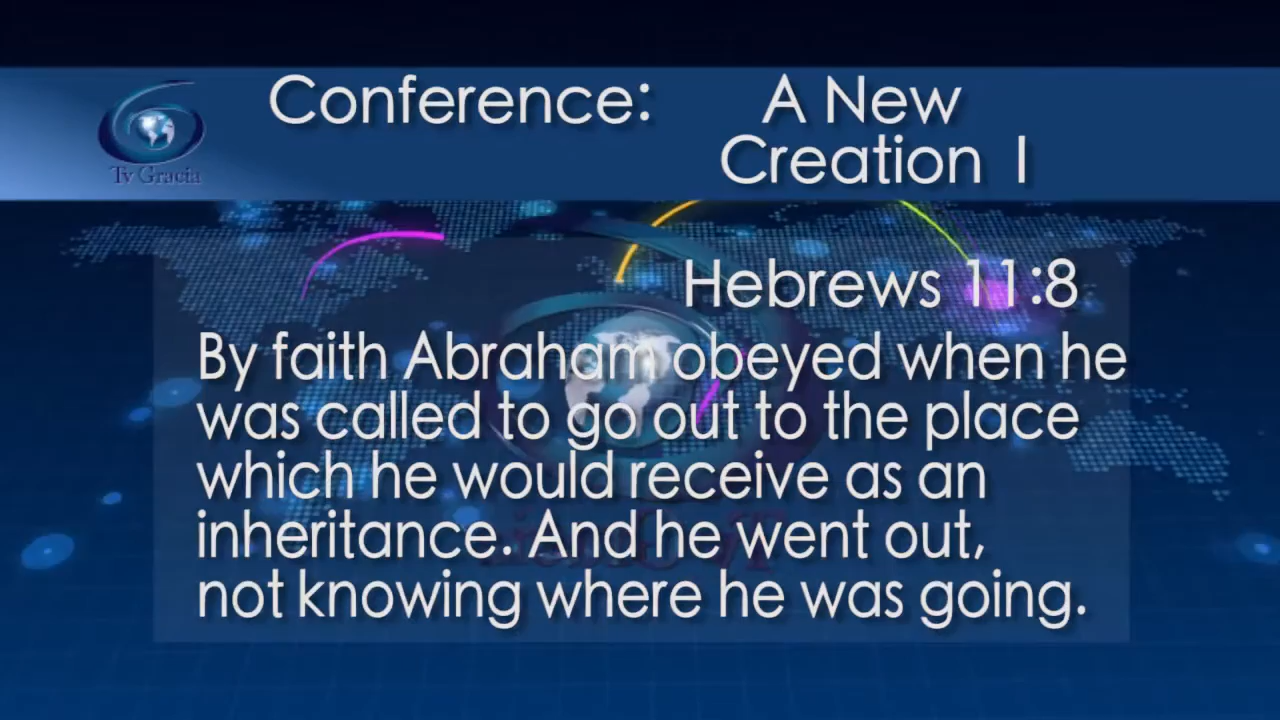 Conference: A New
Creation I
Tv Gracia
Hebrews 11:8
By faith Abraham obeyed when he
was called to go out to the place
which he would receive as an
inheritance. And he went out,
not knowing where he was going.